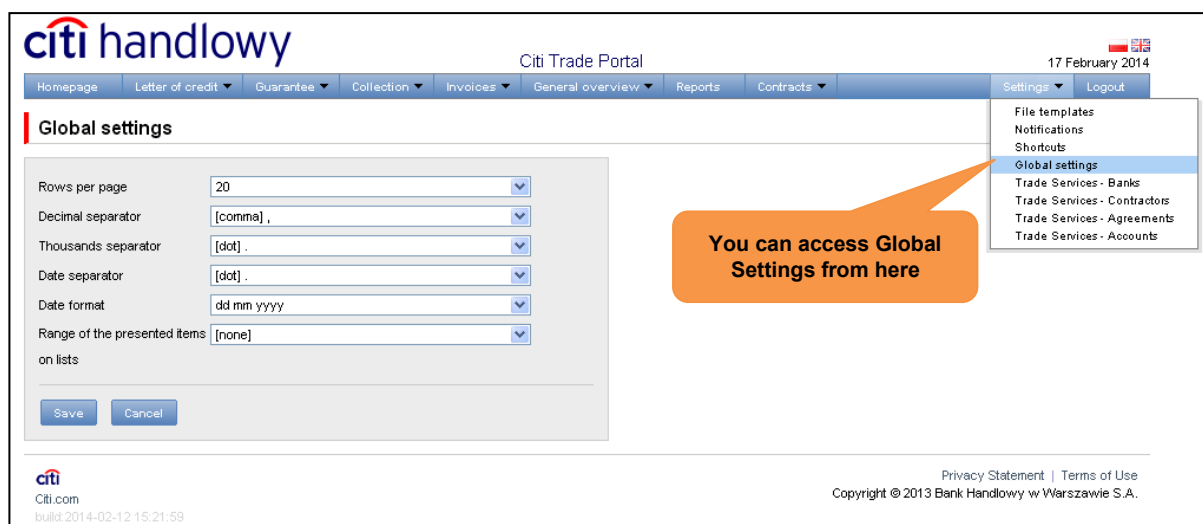 citi handlowy
Citi Trade Portal
17 February 2014
Homepage Letter of credit Guarantee Collection Invoices General overview Reports Contracts Settings Logout
File templates
Notifications
Shortcuts
Global settings
Trade Services - Banks
Trade Services - Contractors
Trade Services - Agreements
Trade Services - Accounts
Global settings
Rows per page 20
Decimal separator [comma] ,
Thousands separator [dot] .
Date separator [dot] .
Date format dd mm yyyy
Range of the presented items [none]
on lists
You can access Global
Settings from here
Save Cancel
citi
Citi.com
build:2014-02-12 15:21:59
Privacy Statement | Terms of Use
Copyright © 2013 Bank Handlowy w Warszawie S.A.